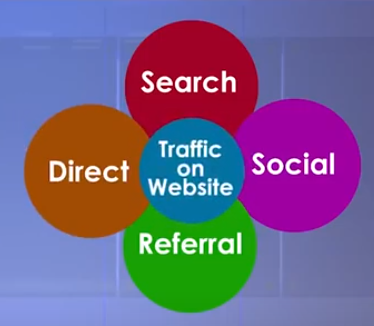 Search
Direct
Traffic
on
Website
Social
Referral